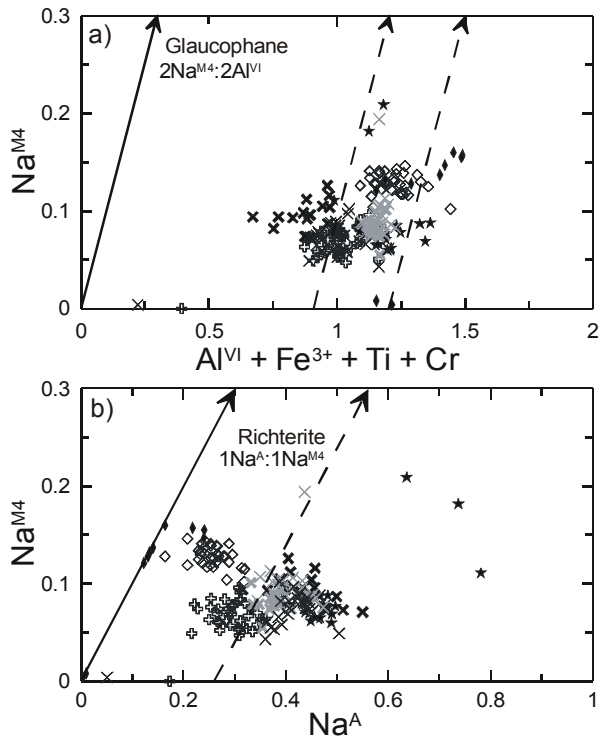 0.3
a)
Glaucophane
2Na^M4:2Al^VI
0.2
Na^M4
0.1
0
0 0.5 1 1.5 2
Al^VI + Fe^3+ + Ti + Cr
0.3
b)
Richterite
1Na^A:1Na^M4
0.2
Na^M4
0.1
0
0 0.2 0.4 0.6 0.8 1
Na^A